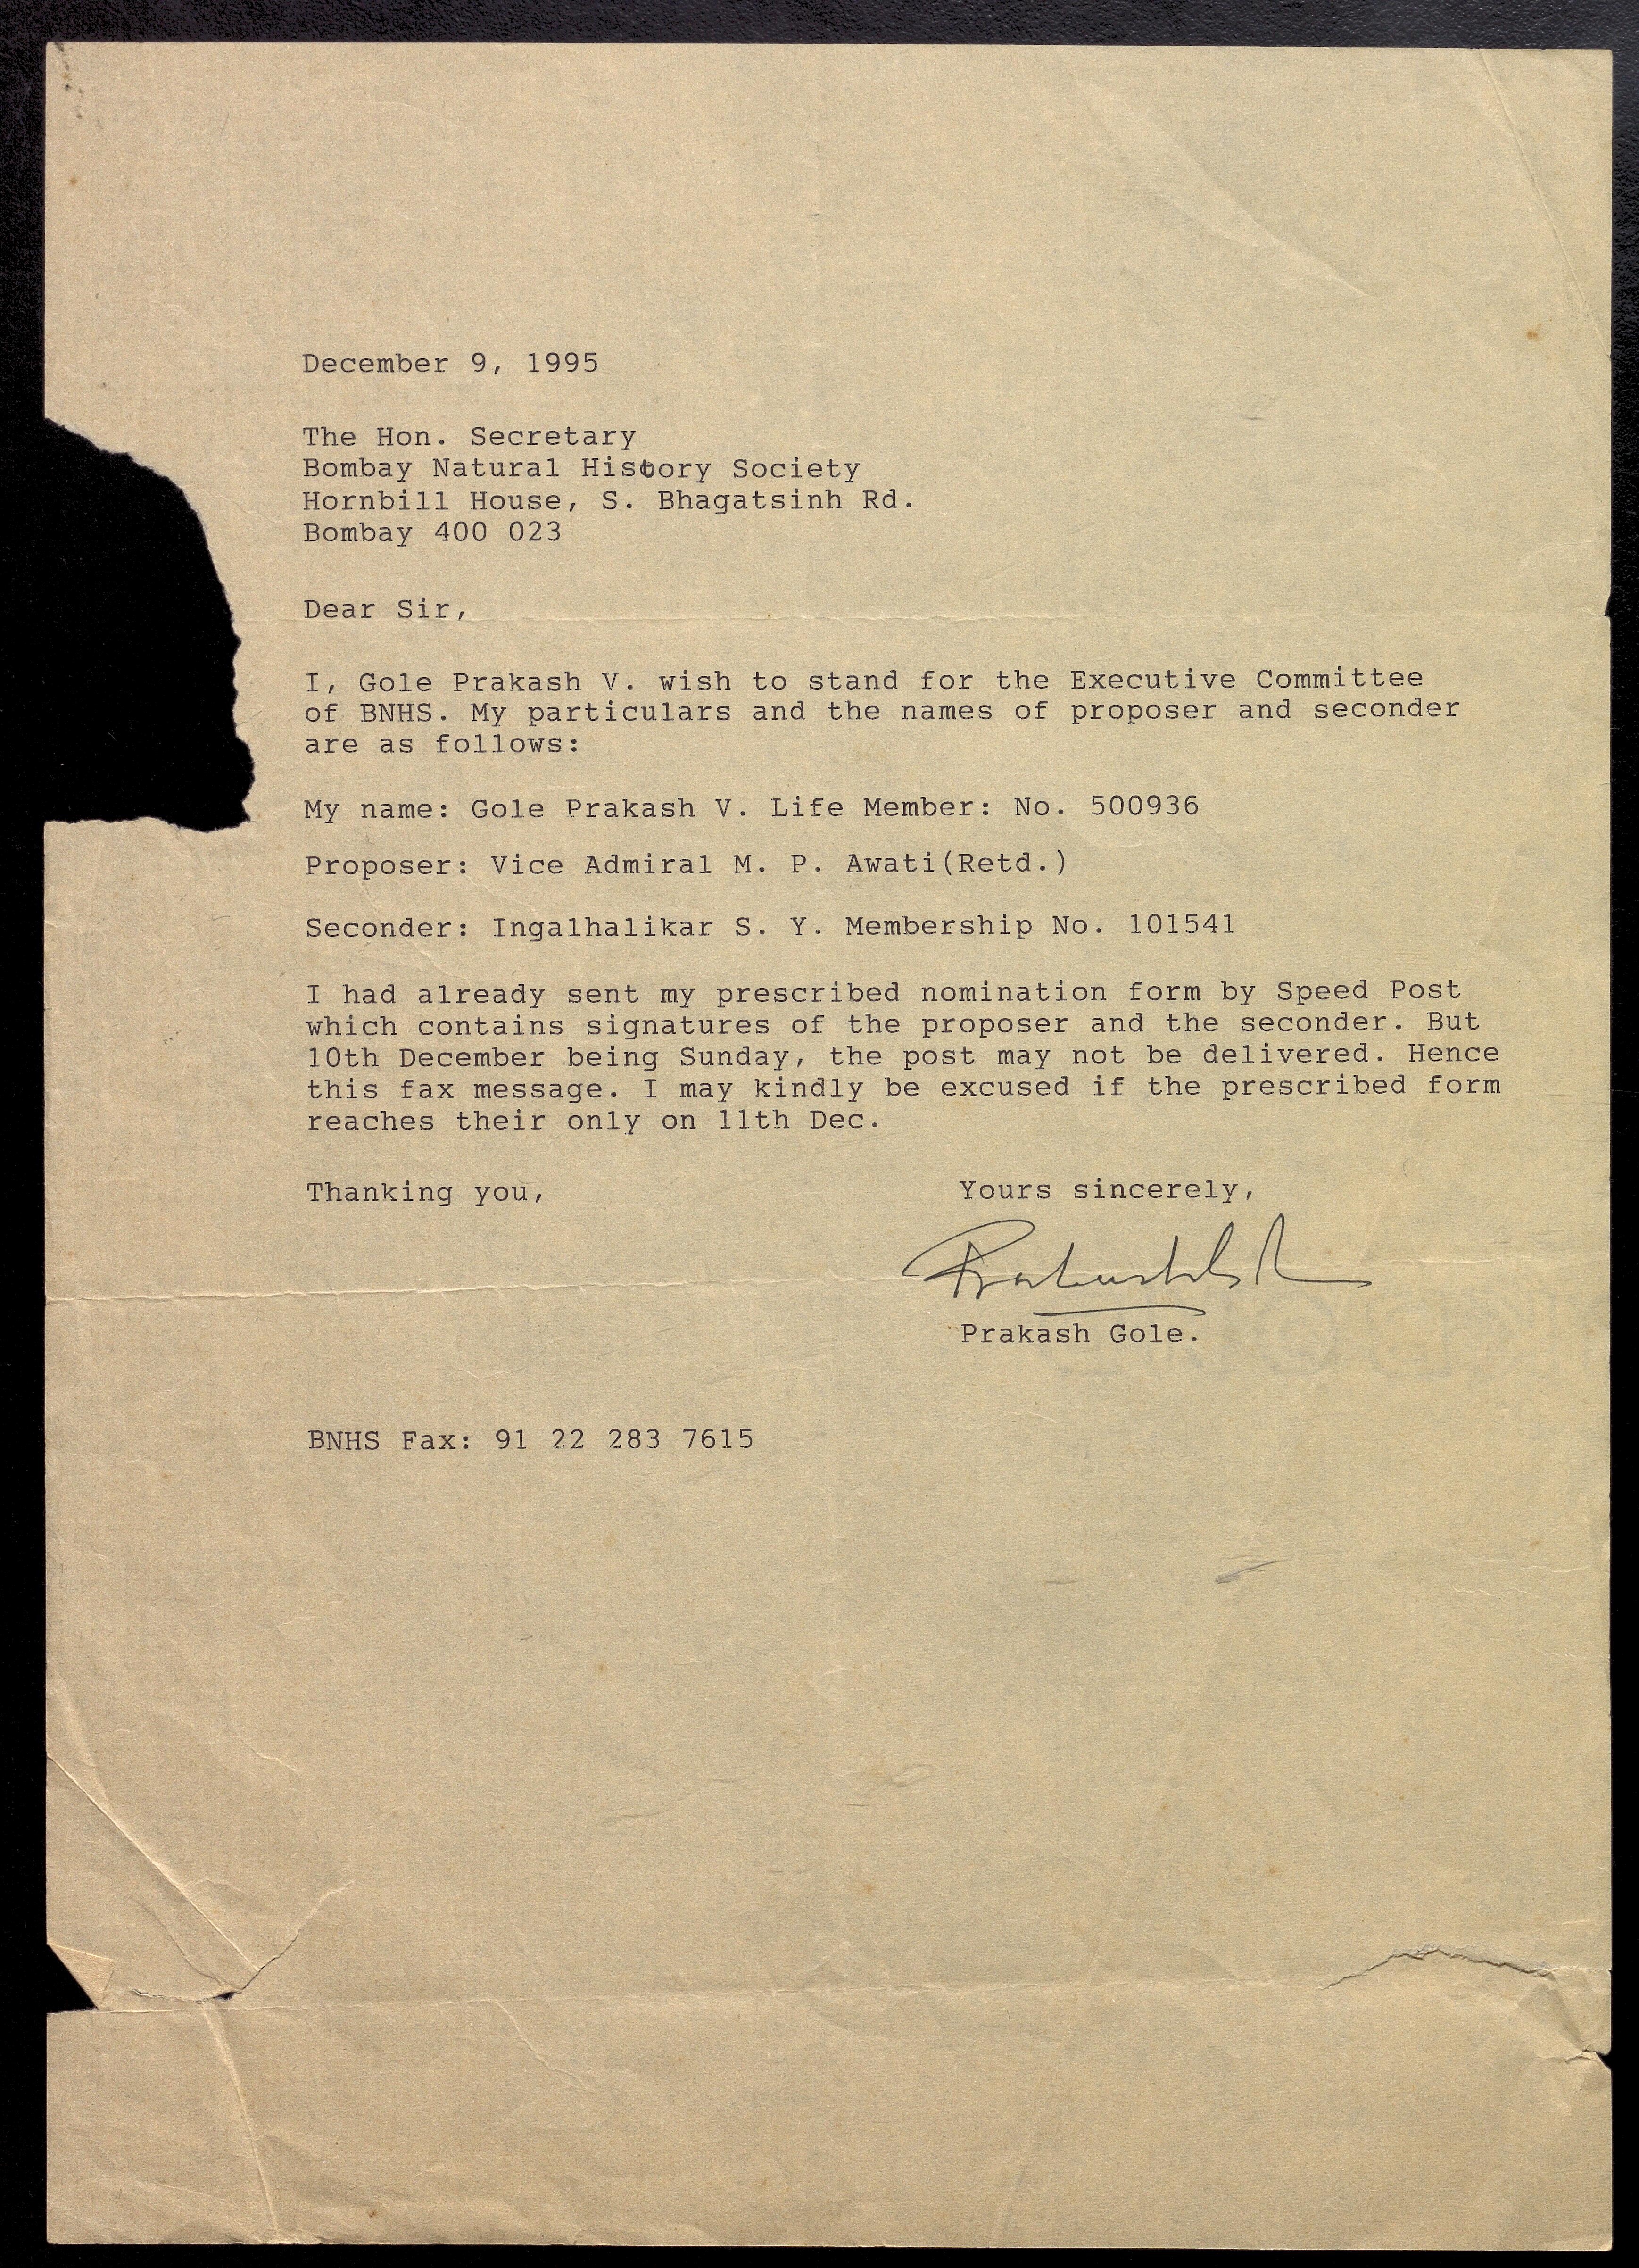 December 9, 1995
The Hon. Secretary
Bombay Natural History Society
Hornbill House, S. Bhagatsinh Rd.
Bombay 400 023
Dear Sir,
I, Gole Prakash V. wish to stand for the Executive Committee
of BNHS. My particulars and the names of proposer and seconder
are as follows:
My name: Gole Prakash V. Life Member: No. 500936
Proposer: Vice Admiral M. P. Awati(Retd.)
Seconder: Ingalhalikar S. Y. Membership No. 101541
I had already sent my prescribed nomination form by Speed Post
which contains signatures of the proposer and the seconder. But
10th December being Sunday, the post may not be delivered. Hence
this fax message. I may kindly be excused if the prescribed form
reaches their only on 11th Dec.
Thanking you,
Yours sincerely,
Prakash Gole.
BNHS Fax: 91 22 283 7615